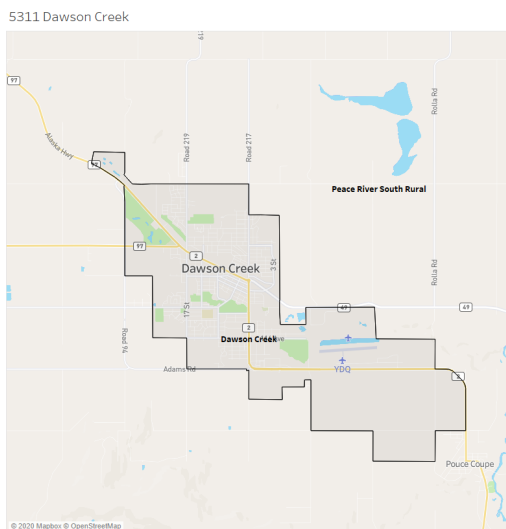 5311 Dawson Creek
97
Alaska Hwy
97
Road 219
Road 217
Rolla Rd
Peace River South Rural
97
2
Dawson Creek
3 St
Rolla Rd
17 St
49
49
2
Dawson Creek
Road 94
Adams Rd
YDQ
2
Pouce Coupe
© 2020 Mapbox © OpenStreetMap